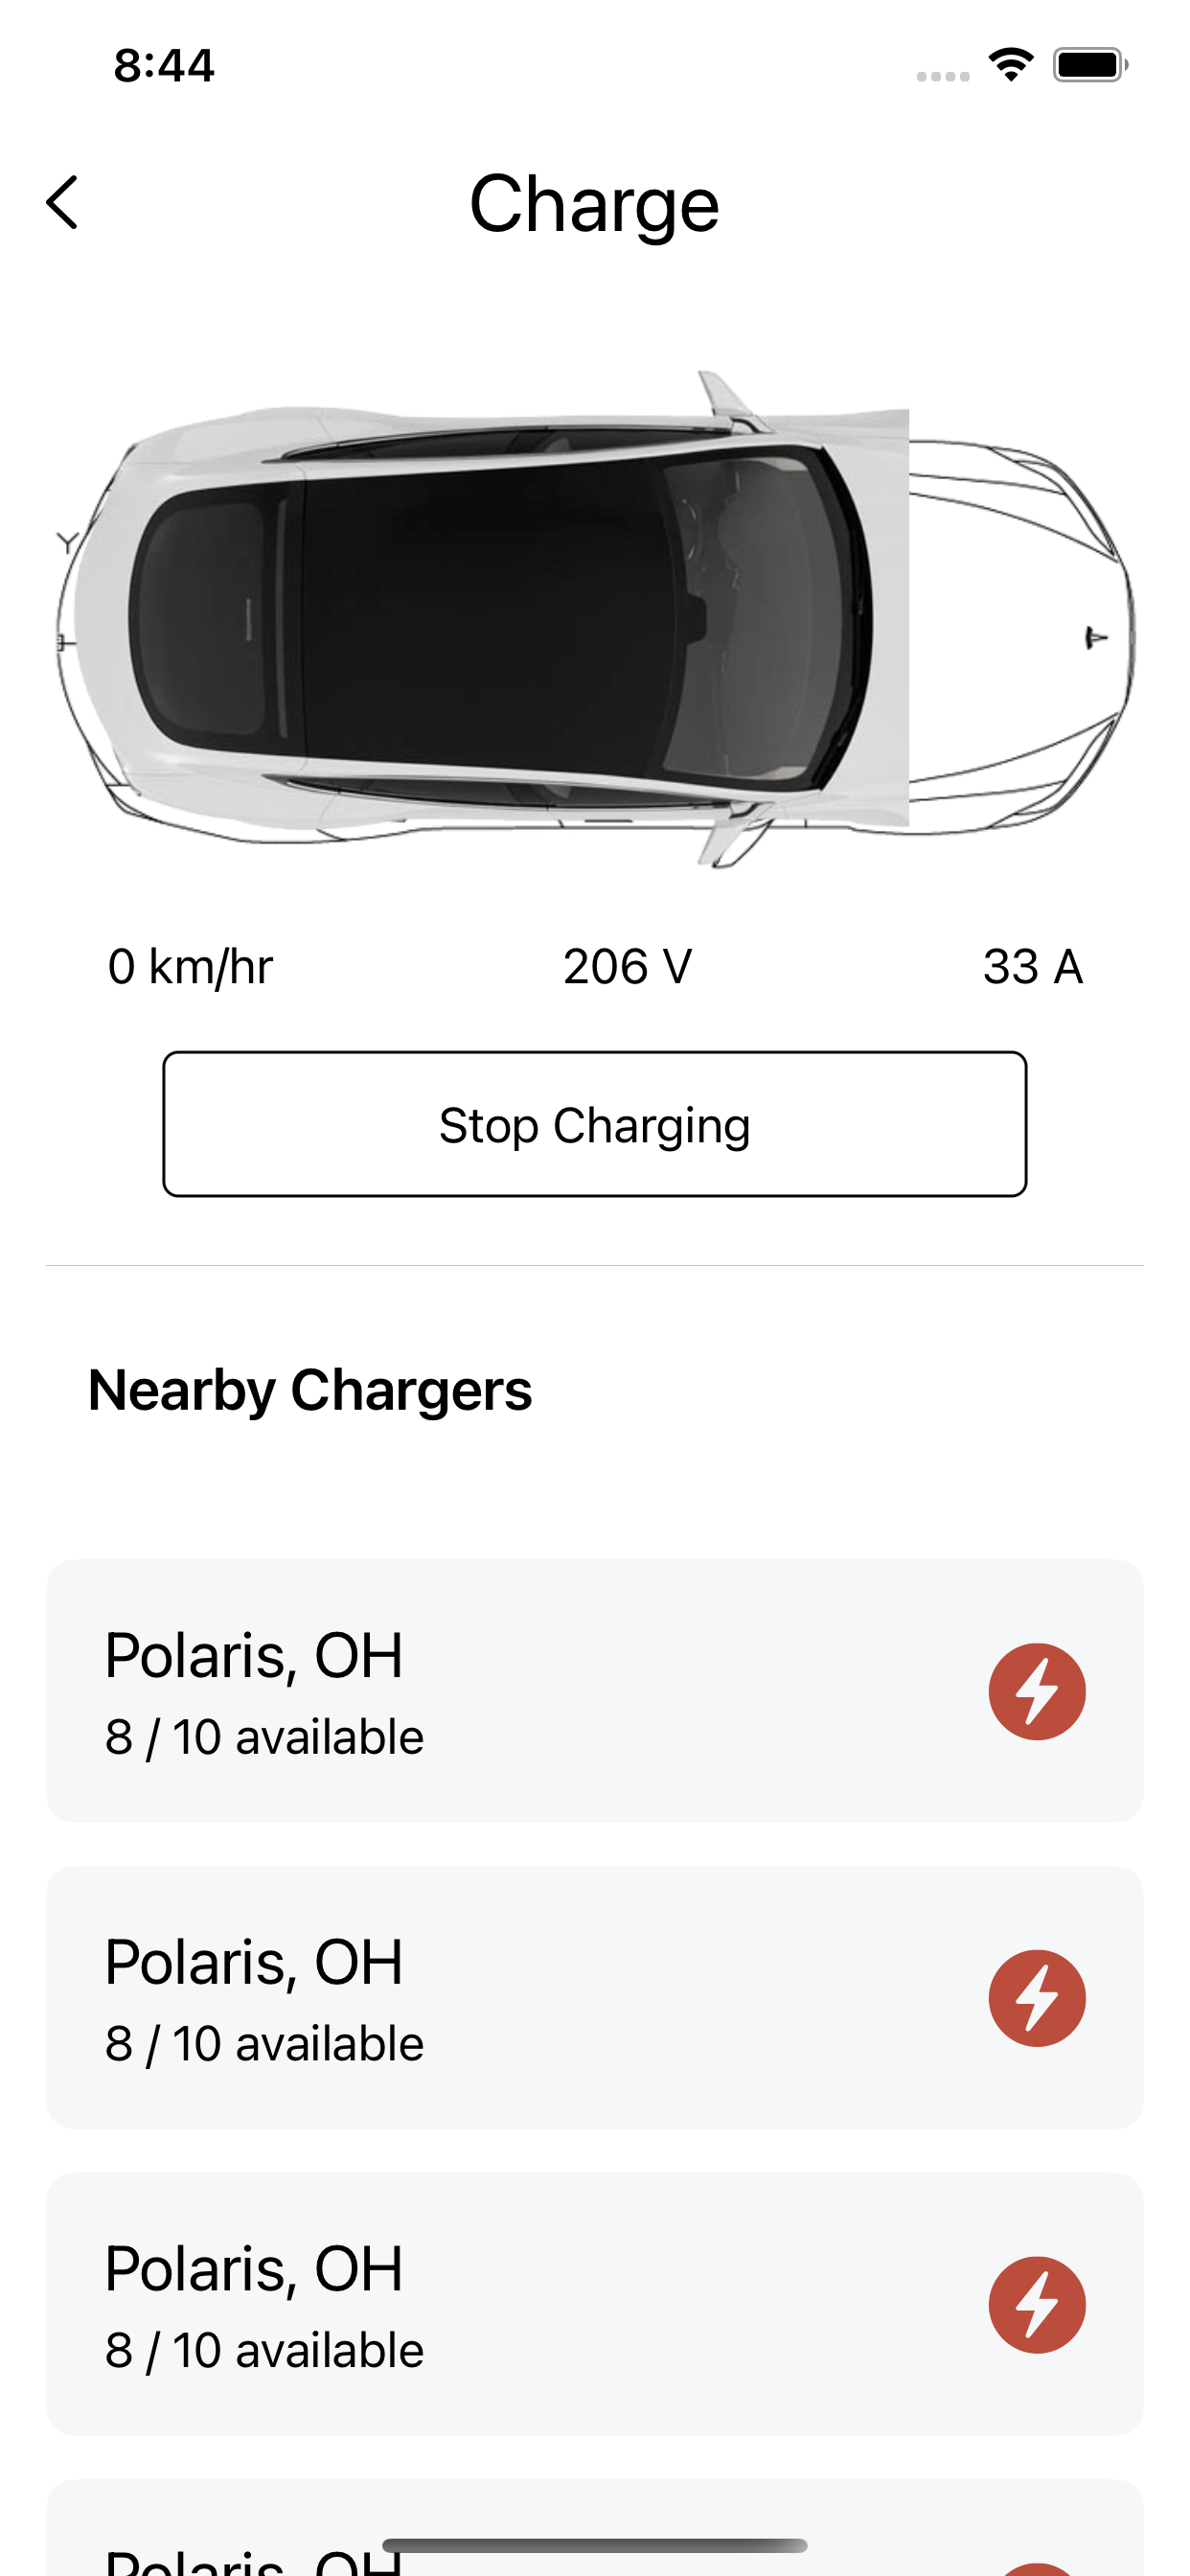 8:44
Charge
0 km/hr 206 V 33 A
Stop Charging
Nearby Chargers
Polaris, OH
8 / 10 available
Polaris, OH
8 / 10 available
Polaris, OH
8 / 10 available
Polaris, OH